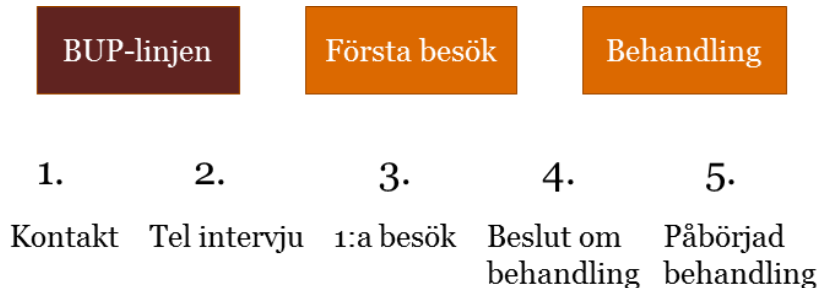 BUP-linjen
Första besök
Behandling
1.
2.
3.
4.
5.
Kontakt
Tel intervju
1:a besök
Beslut om
behandling
Påbörjad
behandling